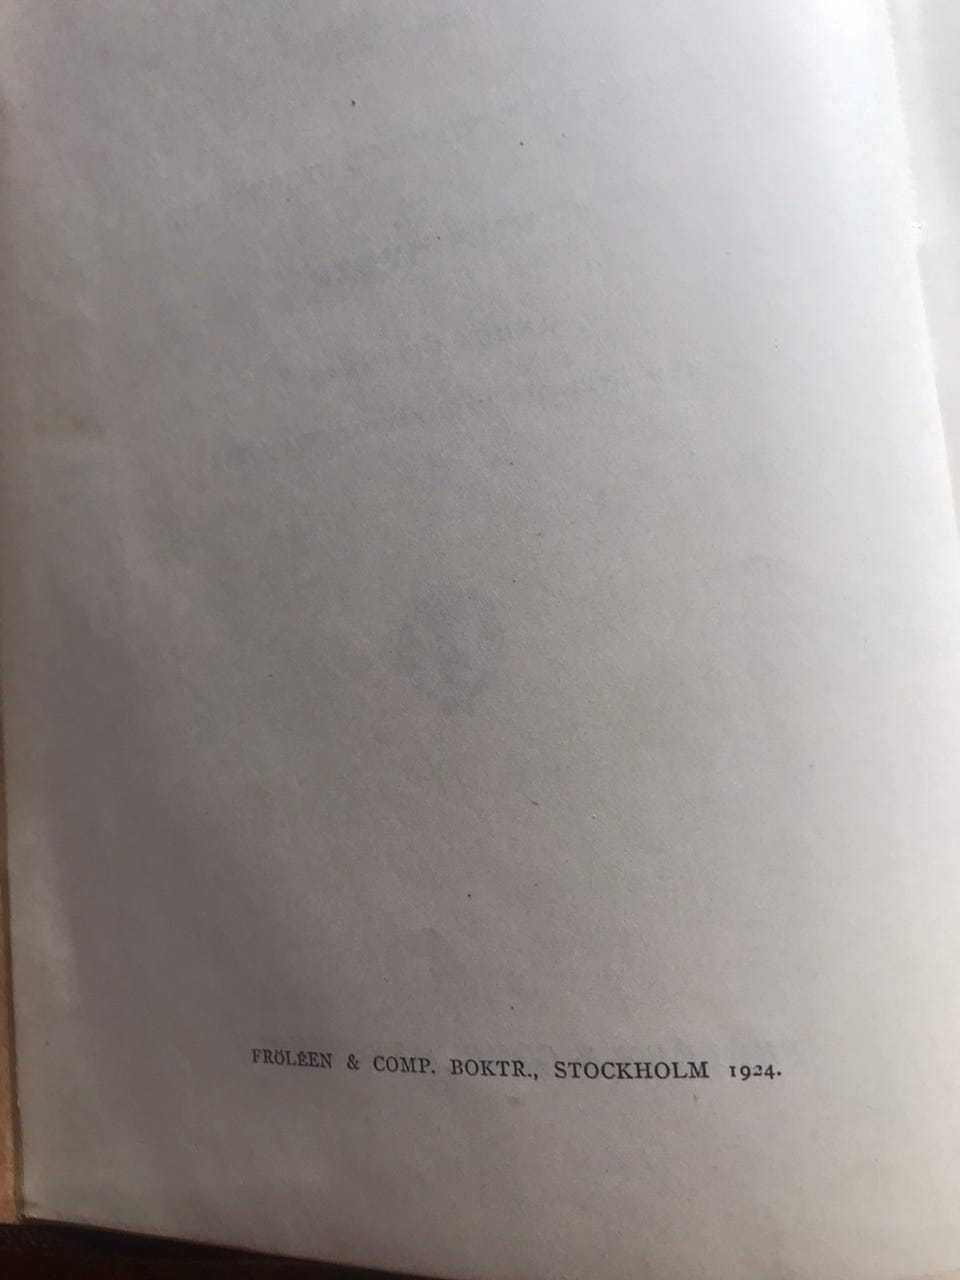 FRÖLÉEN & COMP. BOKTR., STOCKHOLM 1924.